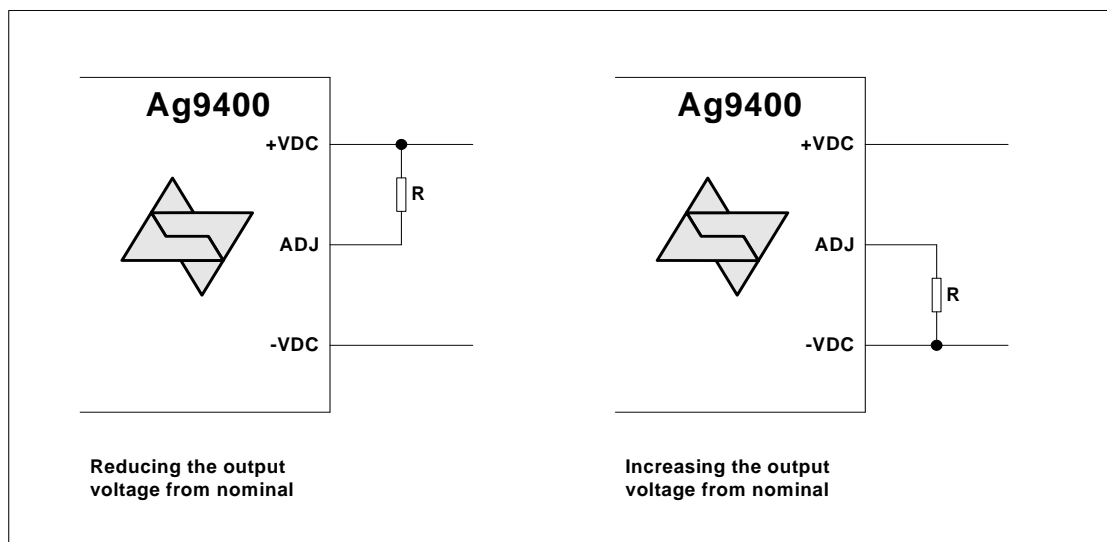 Ag9400
+VDC
R
ADJ
-VDC
Reducing the output
voltage from nominal
Ag9400
+VDC
ADJ
R
-VDC
Increasing the output
voltage from nominal